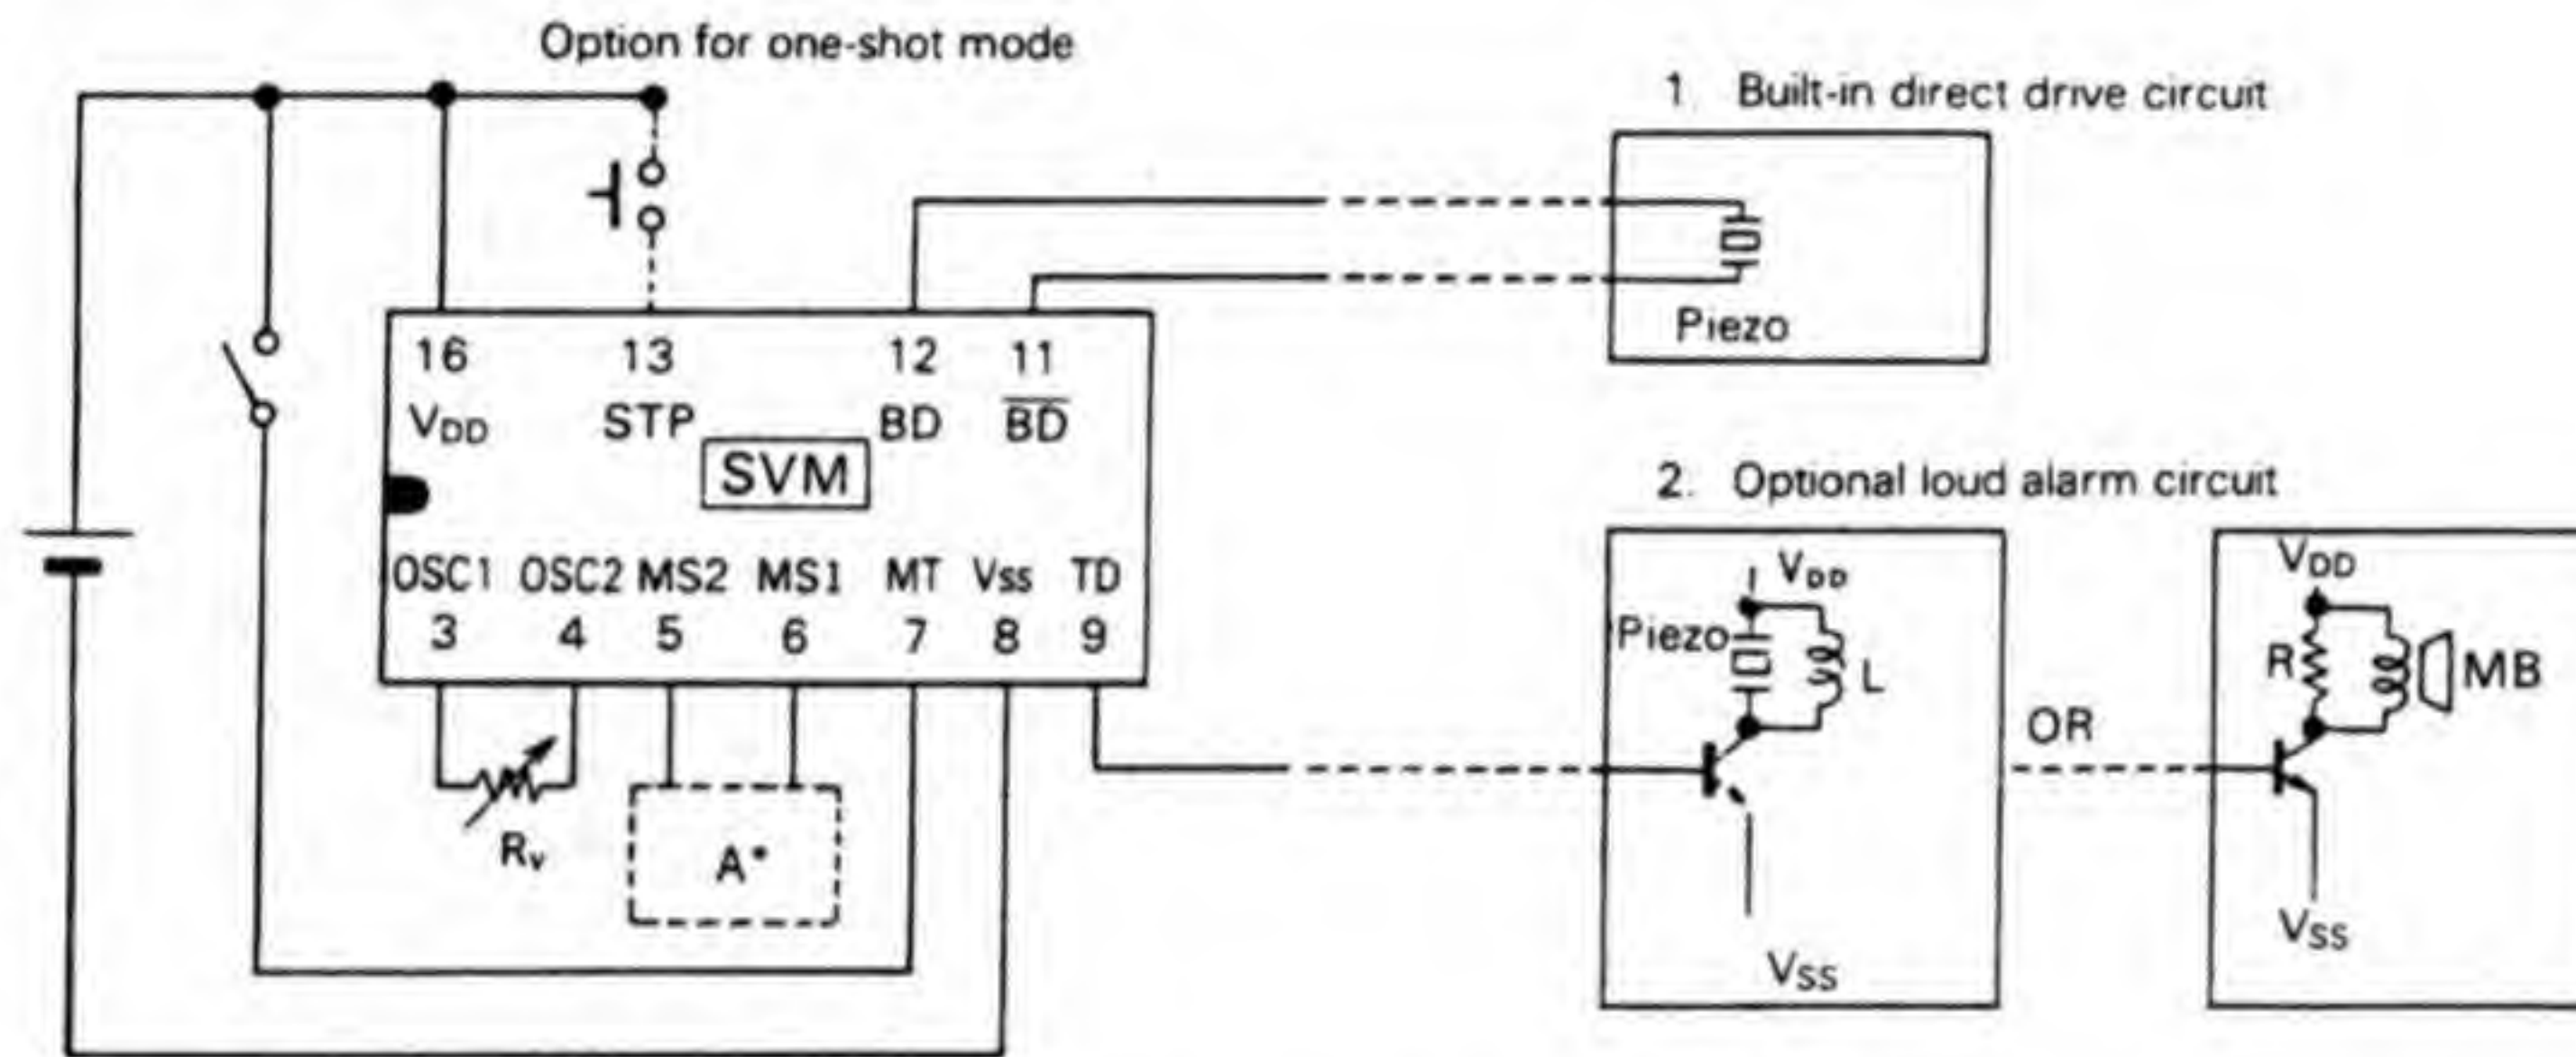 Option for one-shot mode
1. Built-in direct drive circuit
Piezo
16 13 12 11
VDD STP BD BD
SVM
OSC1 OSC2 MS2 MS1 MT Vss TD
3 4 5 6 7 8 9
Rv
A*
2. Optional loud alarm circuit
VDD
Piezo
L
VSS
OR
VDD
R
MB
VSS